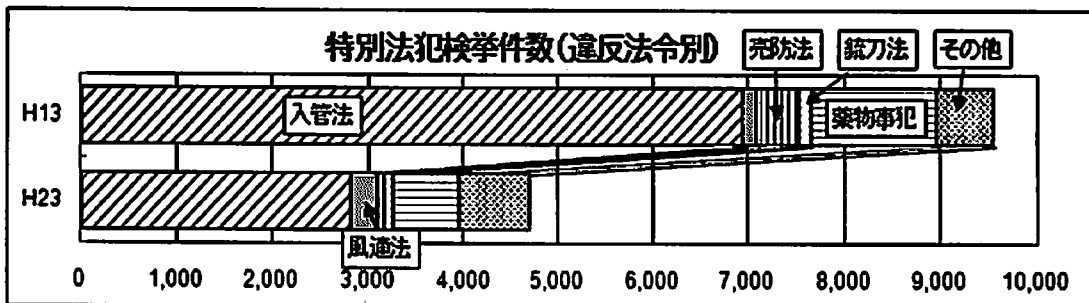 特別法犯検挙件数(違反法令別)
売防法
銃刀法
その他
H13
入管法
薬物事犯
H23
風適法
0 1,000 2,000 3,000 4,000 5,000 6,000 7,000 8,000 9,000 10,000